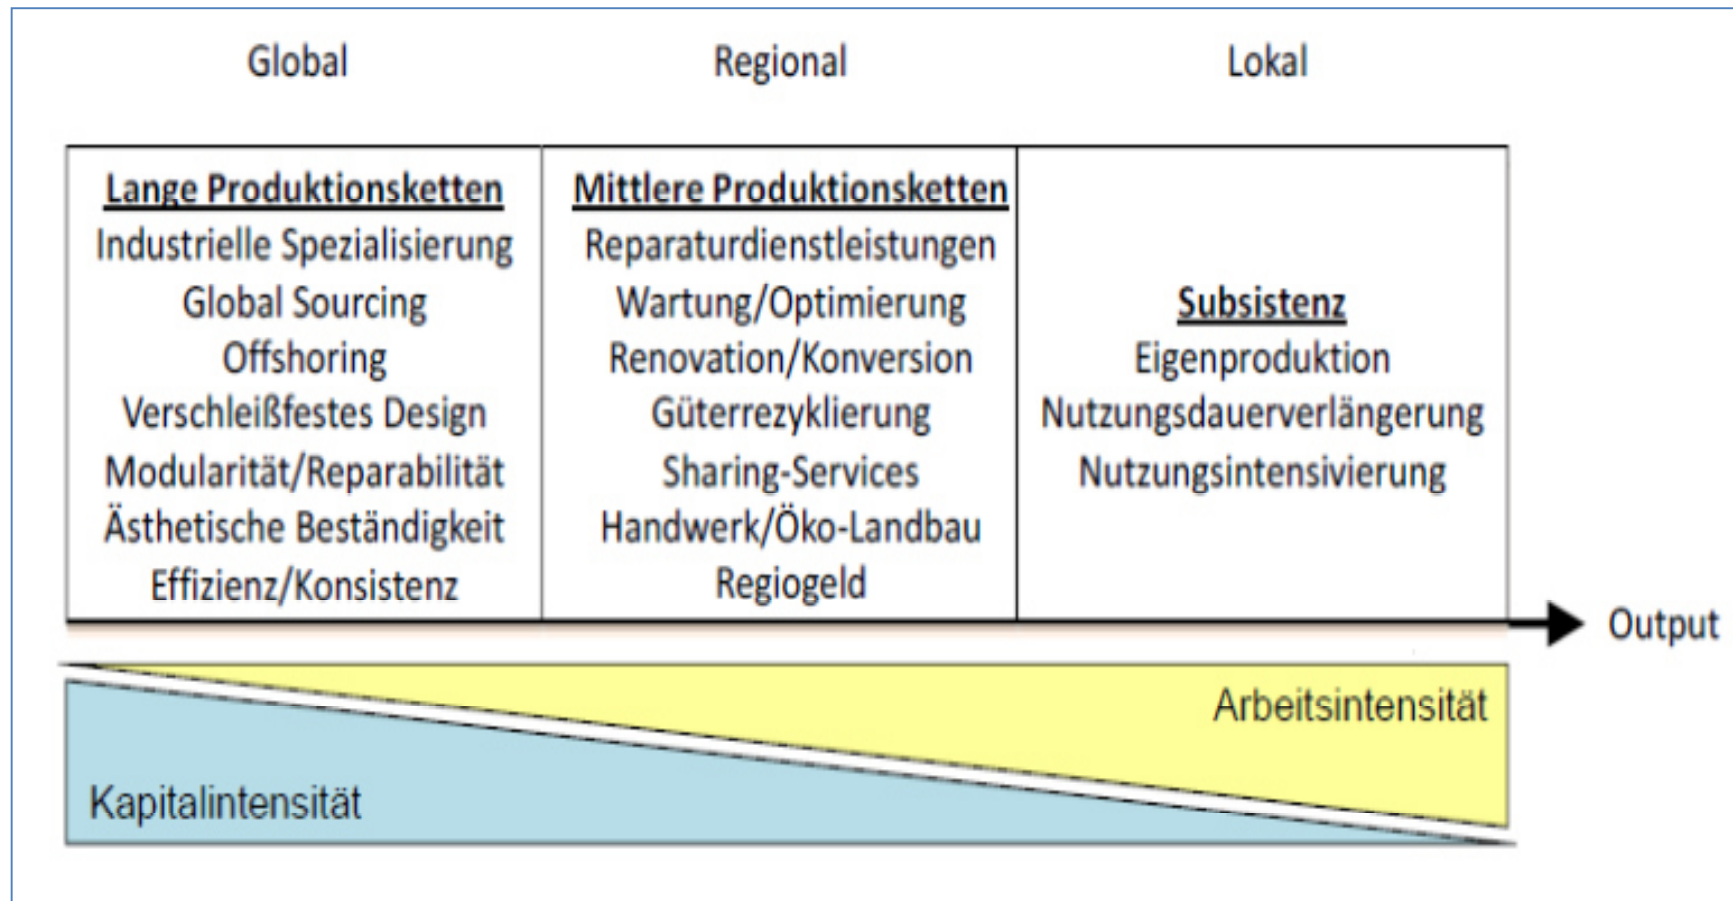 Global
Regional
Lokal
Lange Produktionsketten
Industrielle Spezialisierung
Global Sourcing
Offshoring
Verschleißfestes Design
Modularität/Reparabilität
Ästhetische Beständigkeit
Effizienz/Konsistenz
Mittlere Produktionsketten
Reparaturdienstleistungen
Wartung/Optimierung
Renovation/Konversion
Güterrezyklierung
Sharing-Services
Handwerk/Öko-Landbau
Regiogeld
Subsistenz
Eigenproduktion
Nutzungsdauerverlängerung
Nutzungsintensivierung
Output
Arbeitsintensität
Kapitalintensität